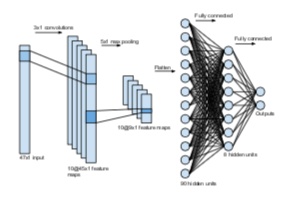 3x1 convolutions
5x1 max pooling
Fully connected
Fully connected
Flatten
Outputs
47x1 input
10@45x1 feature maps
10@9x1 feature maps
6 hidden units
90 hidden units